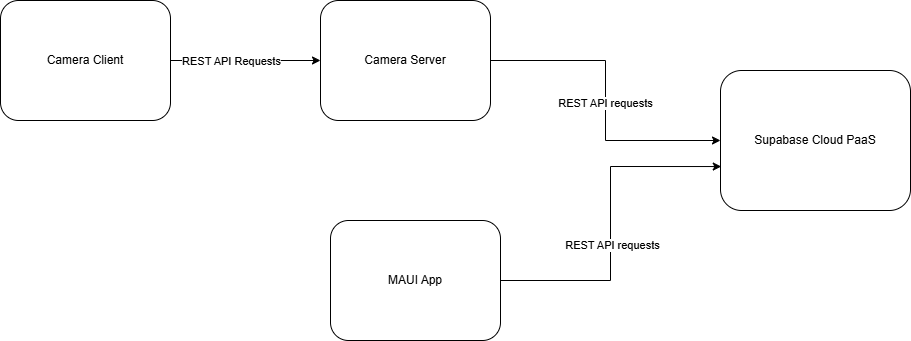 Camera Client
REST API Requests
Camera Server
REST API requests
Supabase Cloud PaaS
REST API requests
MAUI App